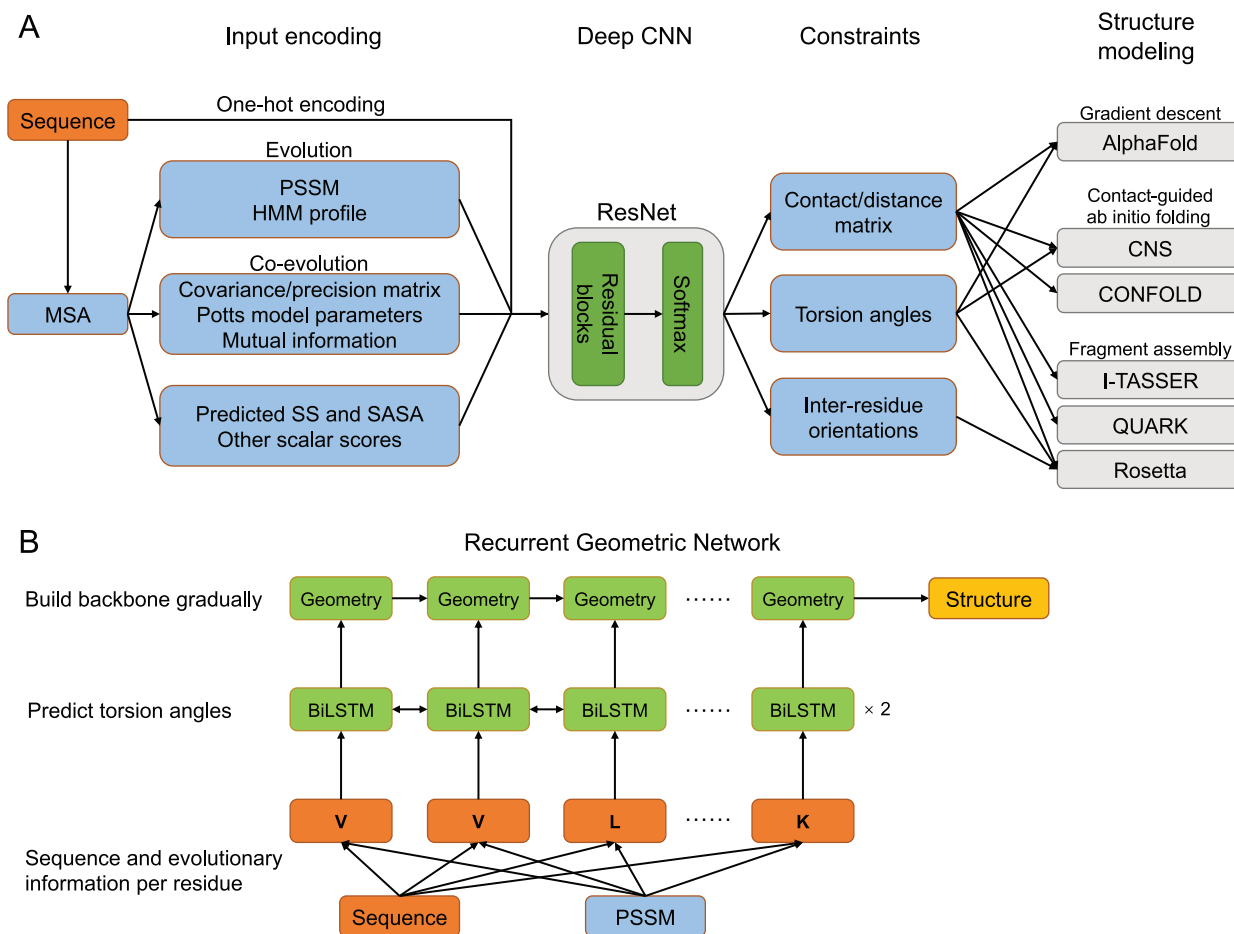 A
Input encoding
Deep CNN
Constraints
Structure
modeling
One-hot encoding
Sequence
Evolution
PSSM
HMM profile
Co-evolution
Covariance/precision matrix
Potts model parameters
Mutual information
MSA
Predicted SS and SASA
Other scalar scores
ResNet
Residual
blocks
Softmax
Contact/distance
matrix
Torsion angles
Inter-residue
orientations
Gradient descent
AlphaFold
Contact-guided
ab initio folding
CNS
CONFOLD
Fragment assembly
I-TASSER
QUARK
Rosetta
B
Recurrent Geometric Network
Build backbone gradually
Geometry
Geometry
Geometry
······
Geometry
Structure
Predict torsion angles
BiLSTM
BiLSTM
BiLSTM
······
BiLSTM
× 2
V
V
L
······
K
Sequence and evolutionary
information per residue
Sequence
PSSM